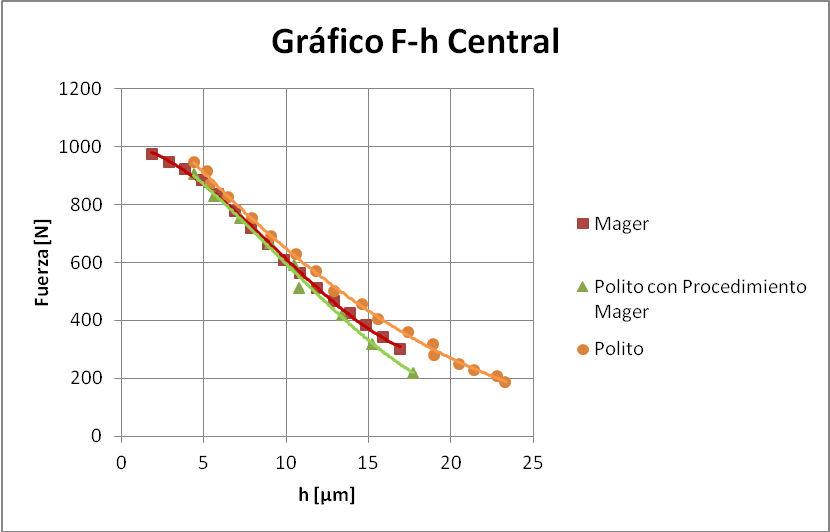 Gráfico F-h Central
1200
1000
800
600
400
200
0
Fuerza [N]
0 5 10 15 20 25
h [µm]
Mager
Polito con Procedimiento
Mager
Polito